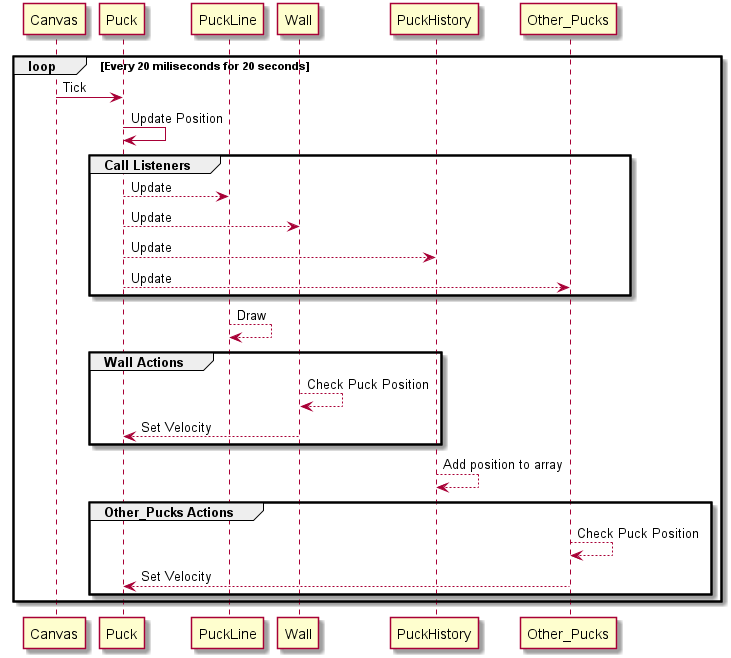 Canvas Puck PuckLine Wall PuckHistory Other_Pucks
loop [Every 20 miliseconds for 20 seconds]
Tick
Update Position
Call Listeners
Update
Update
Update
Update
Draw
Wall Actions
Check Puck Position
Set Velocity
Add position to array
Other_Pucks Actions
Check Puck Position
Set Velocity
Canvas Puck PuckLine Wall PuckHistory Other_Pucks